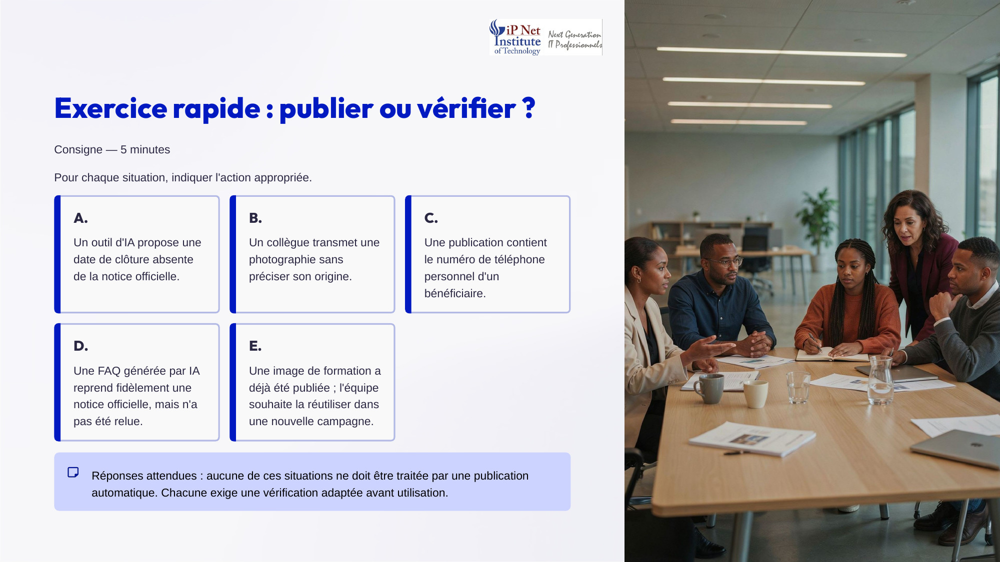 iP Net
Institute
of Technology
Next Generation
IT Professionnels
Exercice rapide : publier ou vérifier ?
Consigne — 5 minutes
Pour chaque situation, indiquer l'action appropriée.
A.
Un outil d'IA propose une
date de clôture absente
de la notice officielle.
B.
Un collègue transmet une
photographie sans
préciser son origine.
C.
Une publication contient
le numéro de téléphone
personnel d'un
bénéficiaire.
D.
Une FAQ générée par IA
reprend fidèlement une
notice officielle, mais n'a
pas été relue.
E.
Une image de formation a
déjà été publiée ; l'équipe
souhaite la réutiliser dans
une nouvelle campagne.
Réponses attendues : aucune de ces situations ne doit être traitée par une publication
automatique. Chacune exige une vérification adaptée avant utilisation.